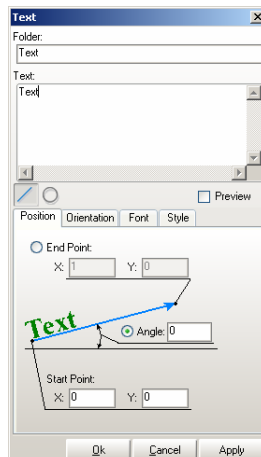 Text
Folder:
Text
Text:
Text
Preview
Position Orientation Font Style
End Point:
X: 1 Y: 0
Text
Angle: 0
Start Point:
X: 0 Y: 0
Ok Cancel Apply